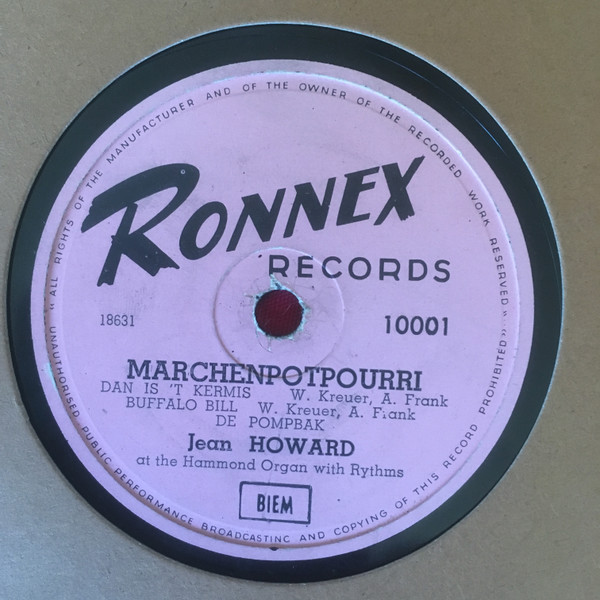 " ALL RIGHTS OF THE MANUFACTURER AND OF THE OWNER OF THE RECORDED WORK RESERVED "
RONNEX
RECORDS
18631
10001
MARCHENPOTPOURRI
DAN IS 'T KERMIS W. Kreuer, A. Frank
BUFFALO BILL W. Kreuer, A. Frank
DE POMPBAK
Jean HOWARD
at the Hammond Organ with Rythms
BIEM
" UNAUTHORISED PUBLIC PERFORMANCE BROADCASTING AND COPYING OF THIS RECORD PROHIBITED "